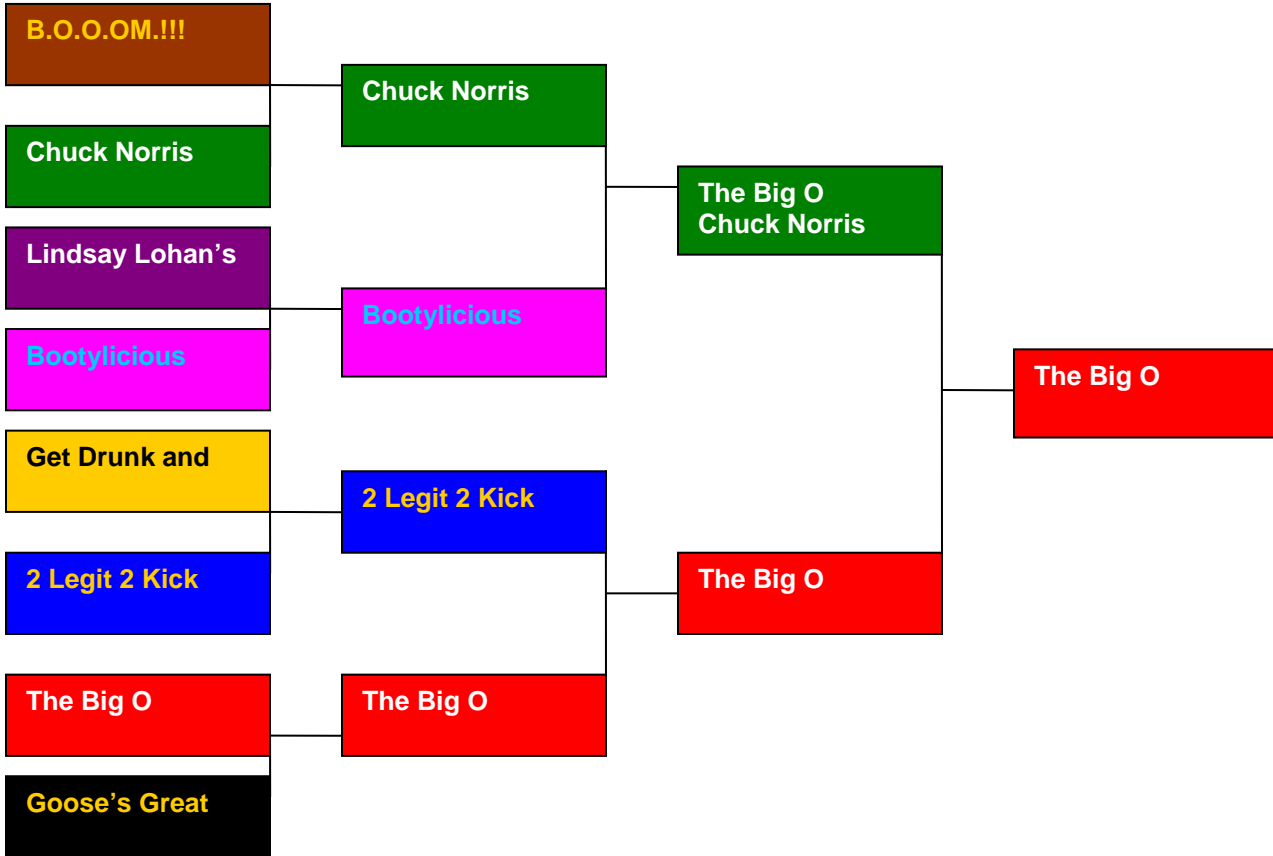 B.O.O.OM.!!!
Chuck Norris
Lindsay Lohan’s
Bootylicious
Get Drunk and
2 Legit 2 Kick
The Big O
Goose’s Great
Chuck Norris
Bootylicious
2 Legit 2 Kick
The Big O
The Big O
Chuck Norris
The Big O
The Big O